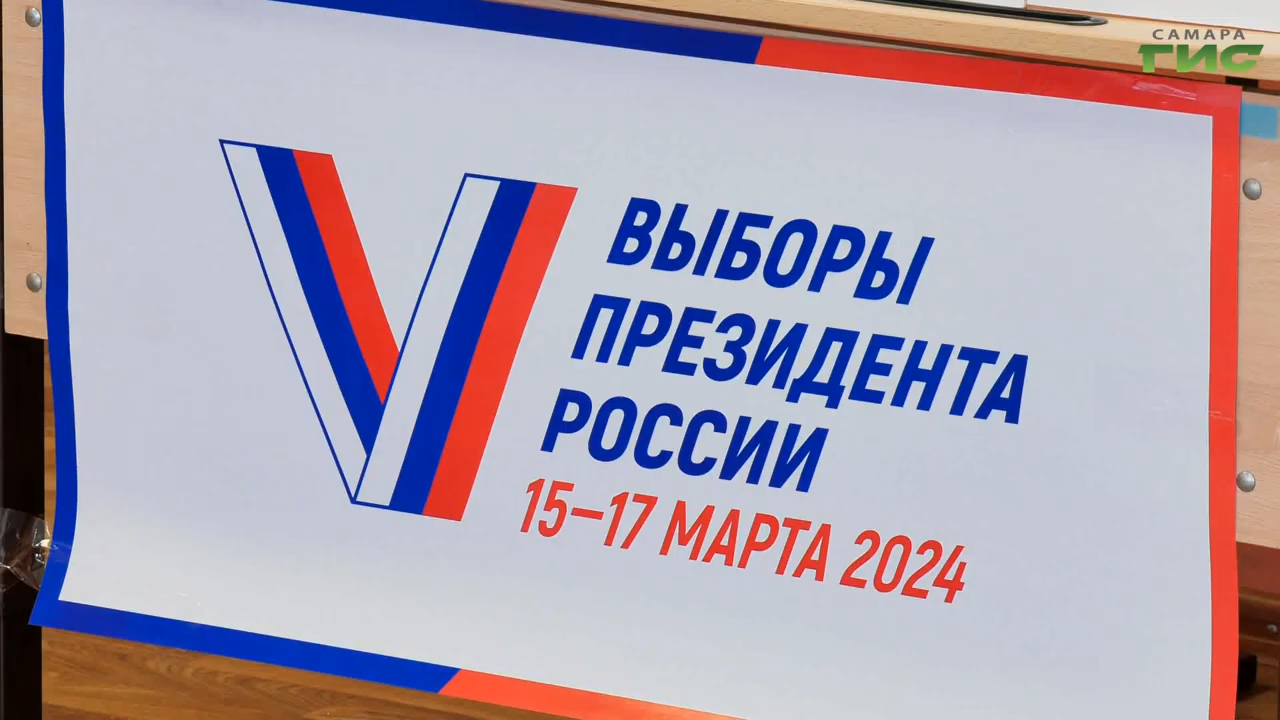 САМАРА
ГИС
ВЫБОРЫ
ПРЕЗИДЕНТА
РОССИИ
15–17 МАРТА 2024